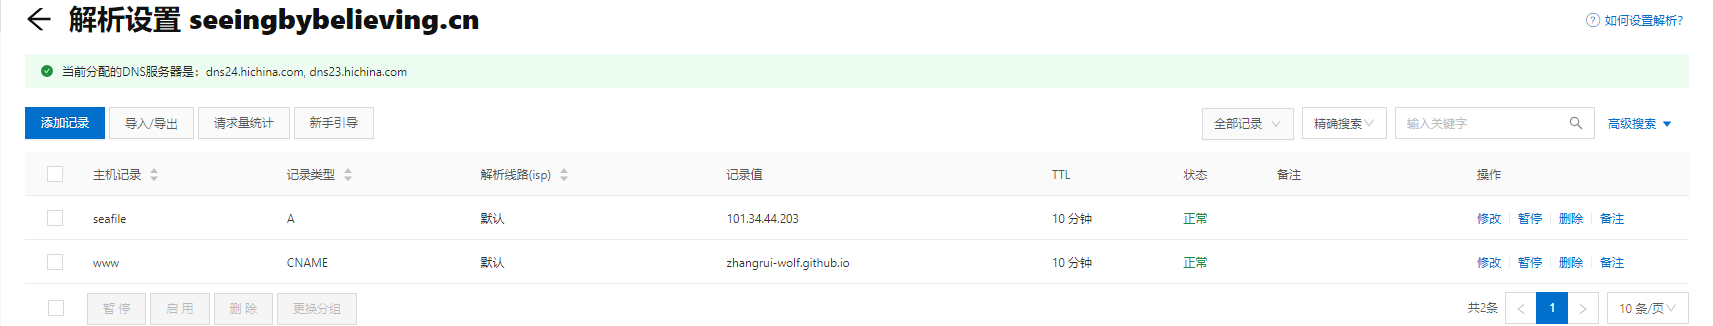 解析设置 seeingbybelieving.cn
如何设置解析?
当前分配的DNS服务器是：dns24.hichina.com, dns23.hichina.com
添加记录 导入/导出 请求量统计 新手引导 全部记录 精确搜索 输入关键字 高级搜索
主机记录 记录类型 解析线路(isp) 记录值 TTL 状态 备注 操作
seafile A 默认 101.34.44.203 10 分钟 正常 修改 暂停 删除 备注
www CNAME 默认 zhangrui-wolf.github.io 10 分钟 正常 修改 暂停 删除 备注
暂 停 启 用 删 除 更换分组 共2条 1 10 条/页